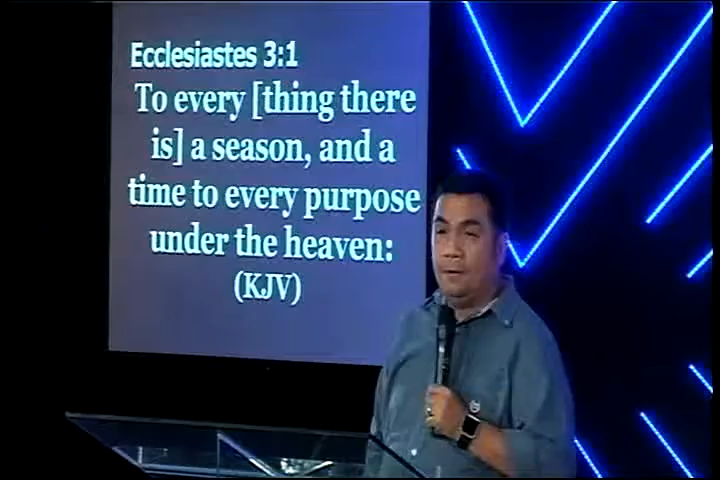 Ecclesiastes 3:1
To every [thing there
is] a season, and a
time to every purpose
under the heaven:
(KJV)